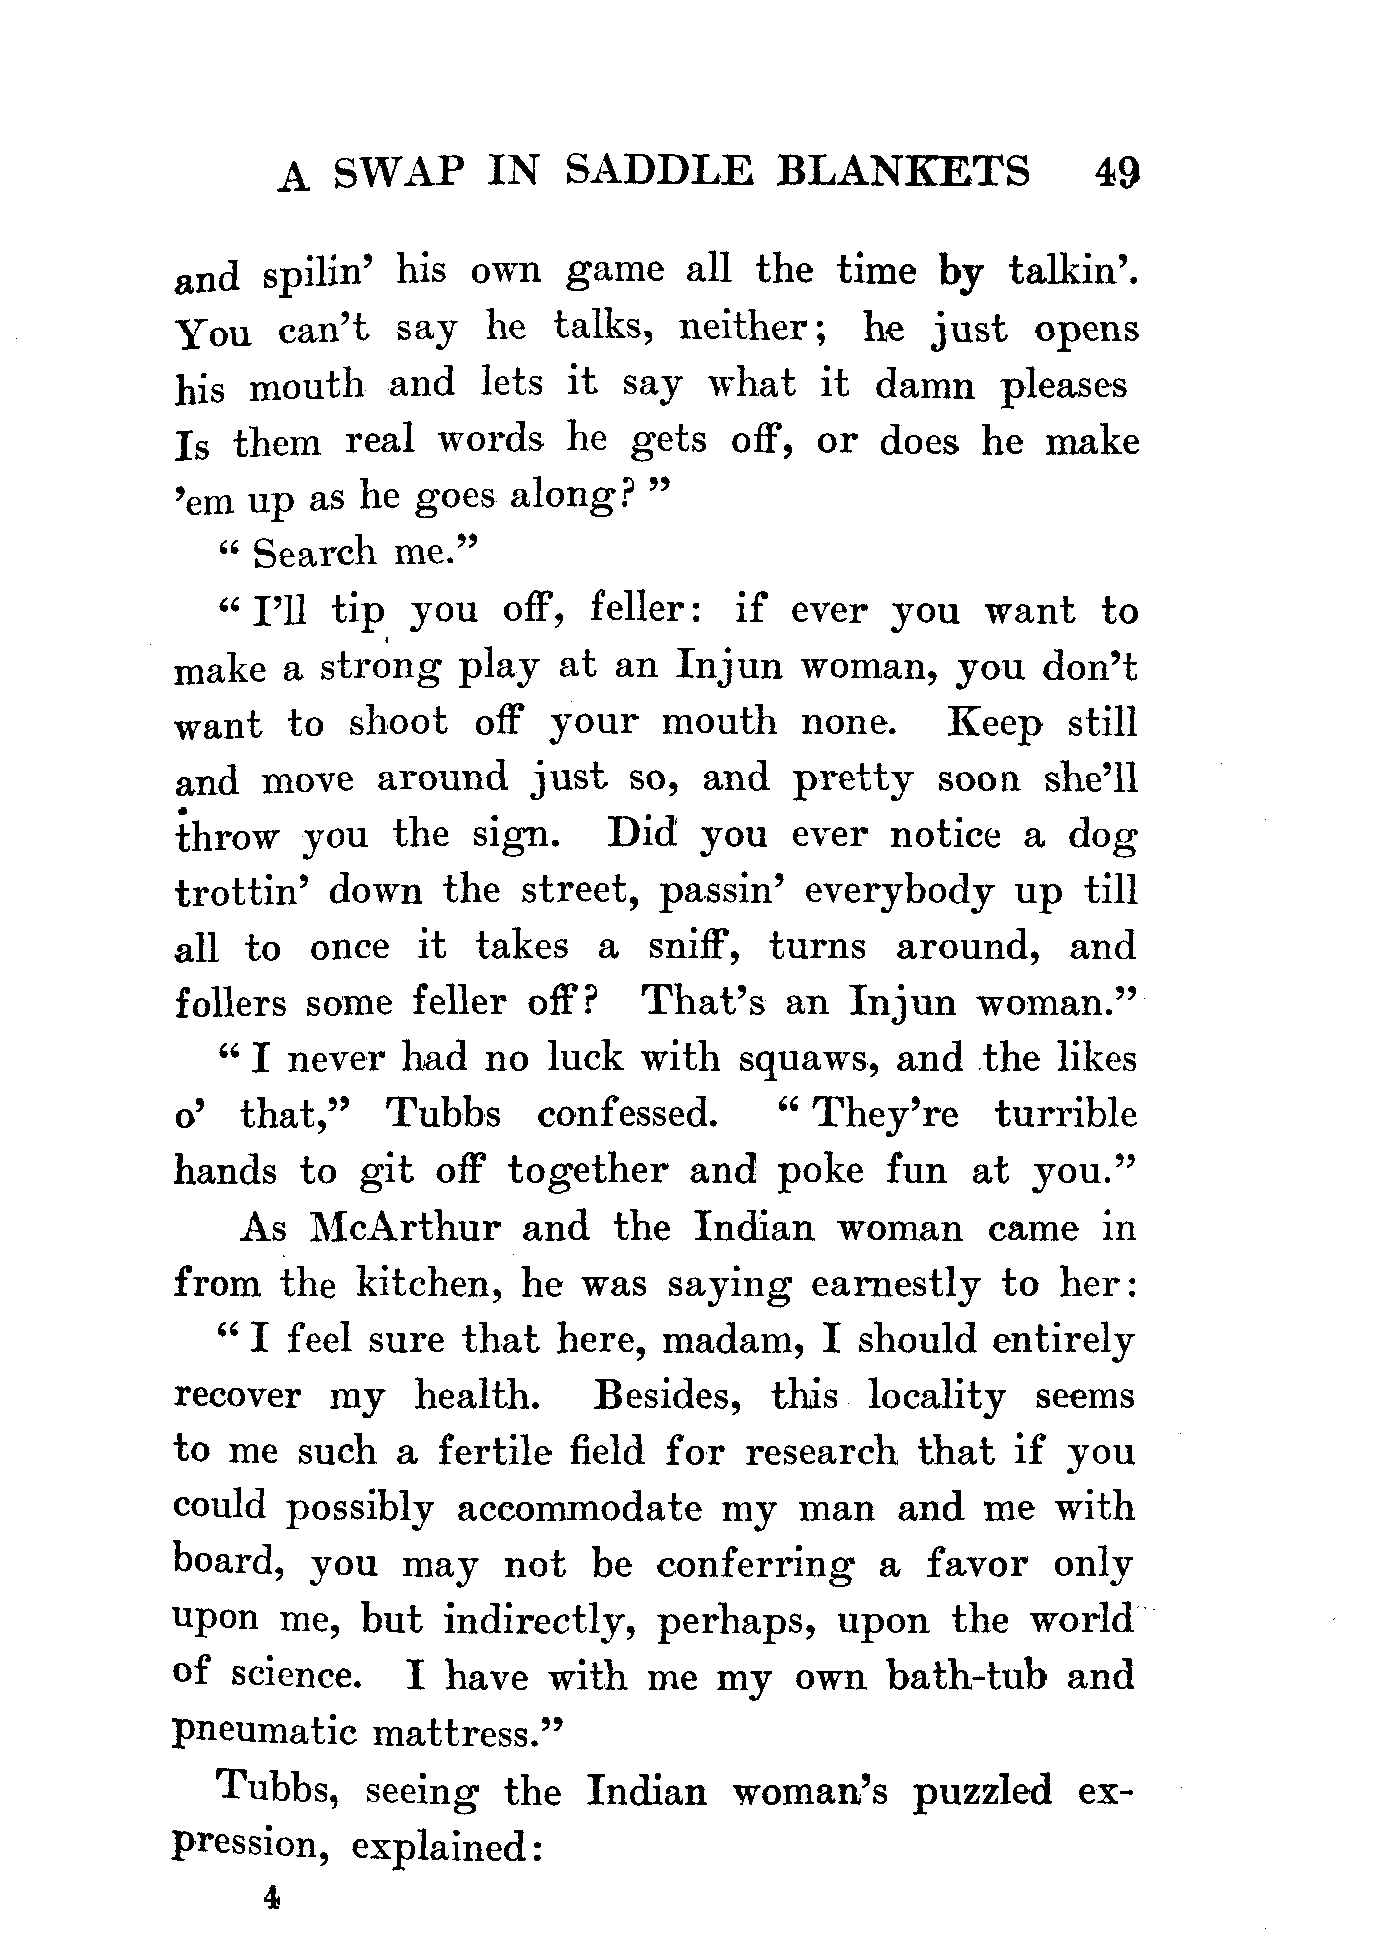 A SWAP IN SADDLE BLANKETS 49
and spilin' his own game all the time by talkin'.
You can't say he talks, neither; he just opens
his mouth and lets it say what it damn pleases
Is them real words he gets off, or does he make
'em up as he goes along? "
" Search me."
" I'll tip you off, feller: if ever you want to
make a strong play at an Injun woman, you don't
want to shoot off your mouth none. Keep still
and move around just so, and pretty soon she'll
throw you the sign. Did you ever notice a dog
trottin' down the street, passin' everybody up till
all to once it takes a sniff, turns around, and
follers some feller off? That's an Injun woman."
" I never had no luck with squaws, and the likes
o' that," Tubbs confessed. " They're turrible
hands to git off together and poke fun at you."
As McArthur and the Indian woman came in
from the kitchen, he was saying earnestly to her:
" I feel sure that here, madam, I should entirely
recover my health. Besides, this locality seems
to me such a fertile field for research that if you
could possibly accommodate my man and me with
board, you may not be conferring a favor only
upon me, but indirectly, perhaps, upon the world
of science. I have with me my own bath-tub and
pneumatic mattress."
Tubbs, seeing the Indian woman's puzzled ex-
pression, explained:
4